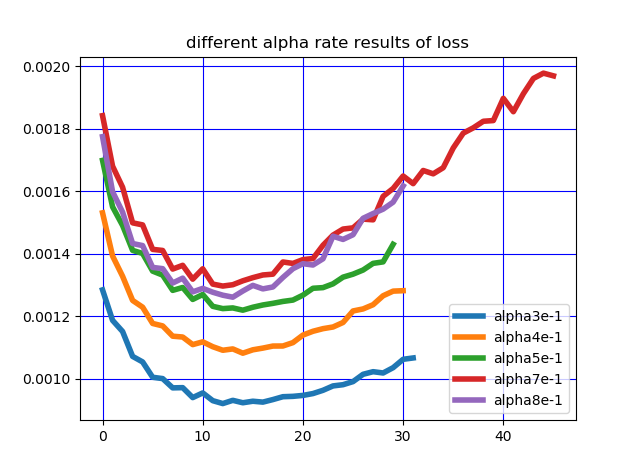 different alpha rate results of loss
0.0020
0.0018
0.0016
0.0014
0.0012
0.0010
0
10
20
30
40
alpha3e-1
alpha4e-1
alpha5e-1
alpha7e-1
alpha8e-1